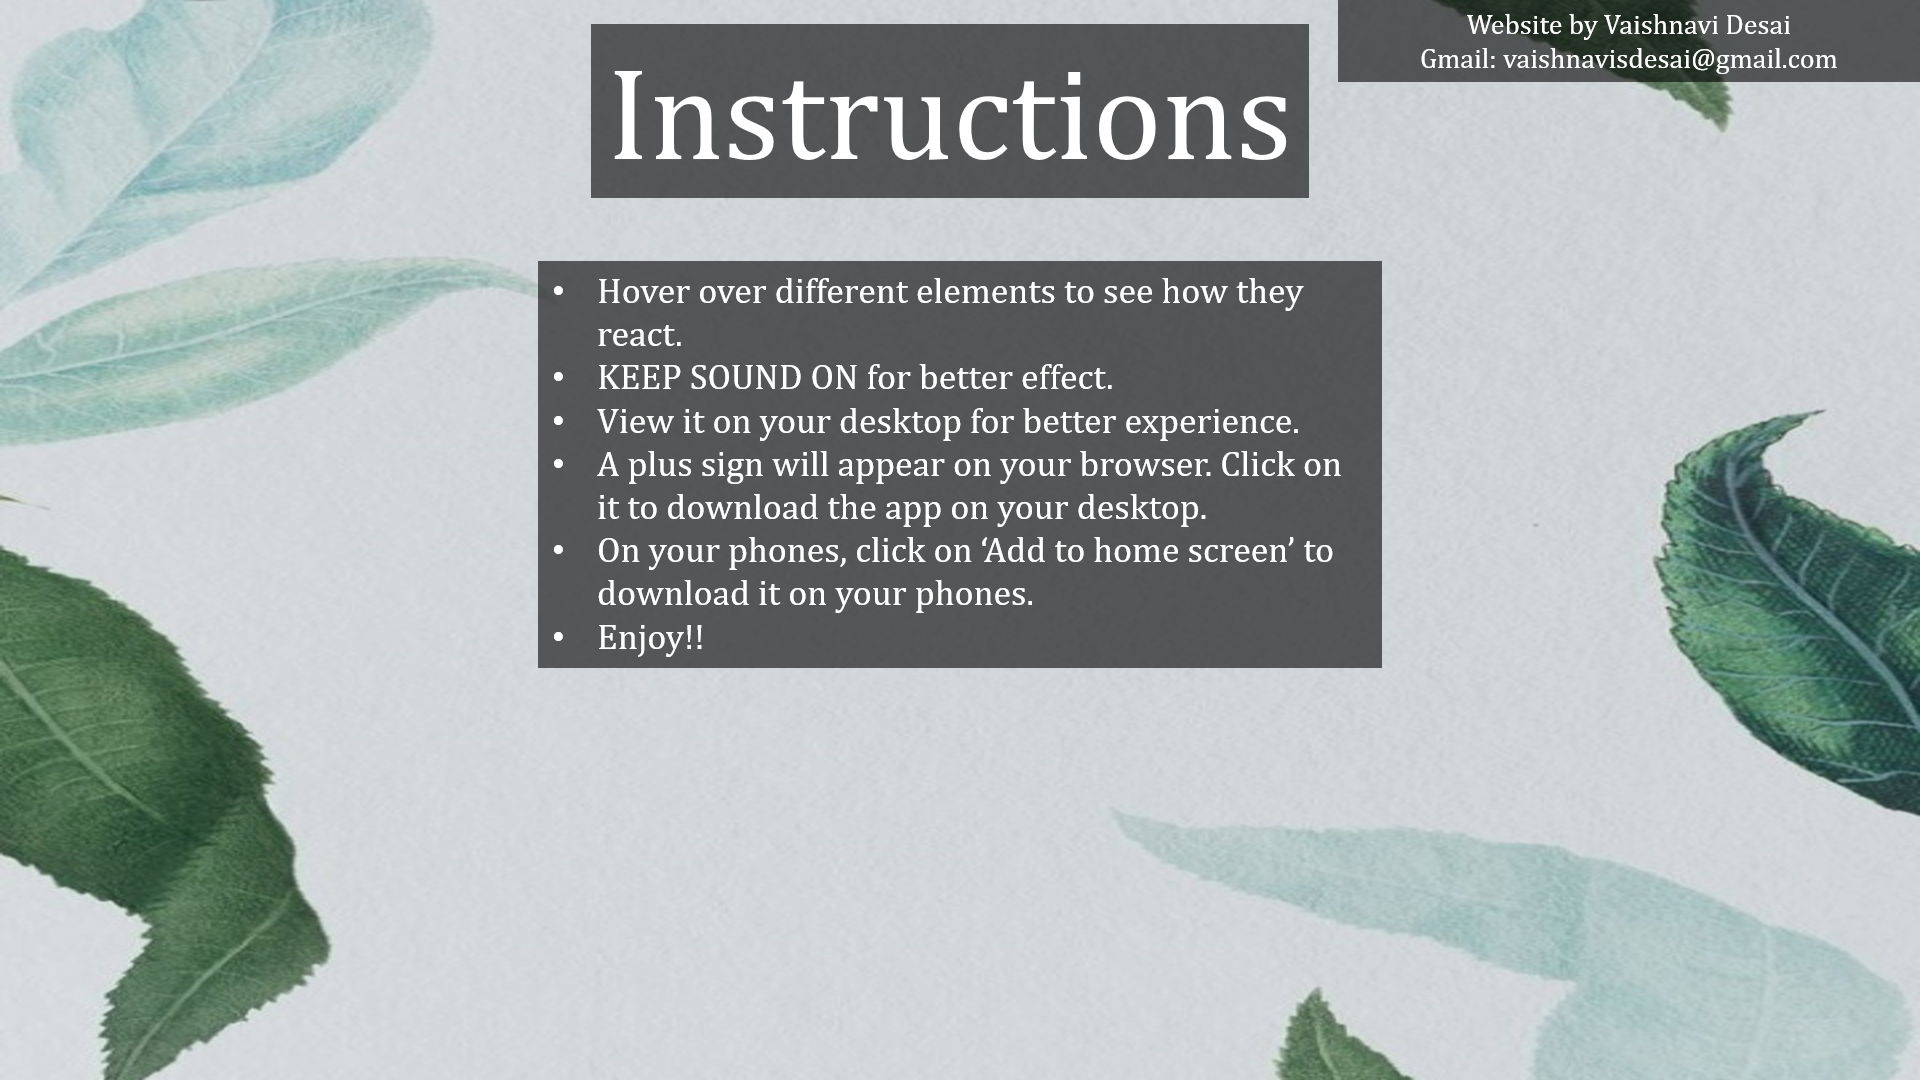 Website by Vaishnavi Desai
Gmail: vaishnavisdesai@gmail.com
Instructions
• Hover over different elements to see how they
react.
• KEEP SOUND ON for better effect.
• View it on your desktop for better experience.
• A plus sign will appear on your browser. Click on
it to download the app on your desktop.
• On your phones, click on ‘Add to home screen’ to
download it on your phones.
• Enjoy!!